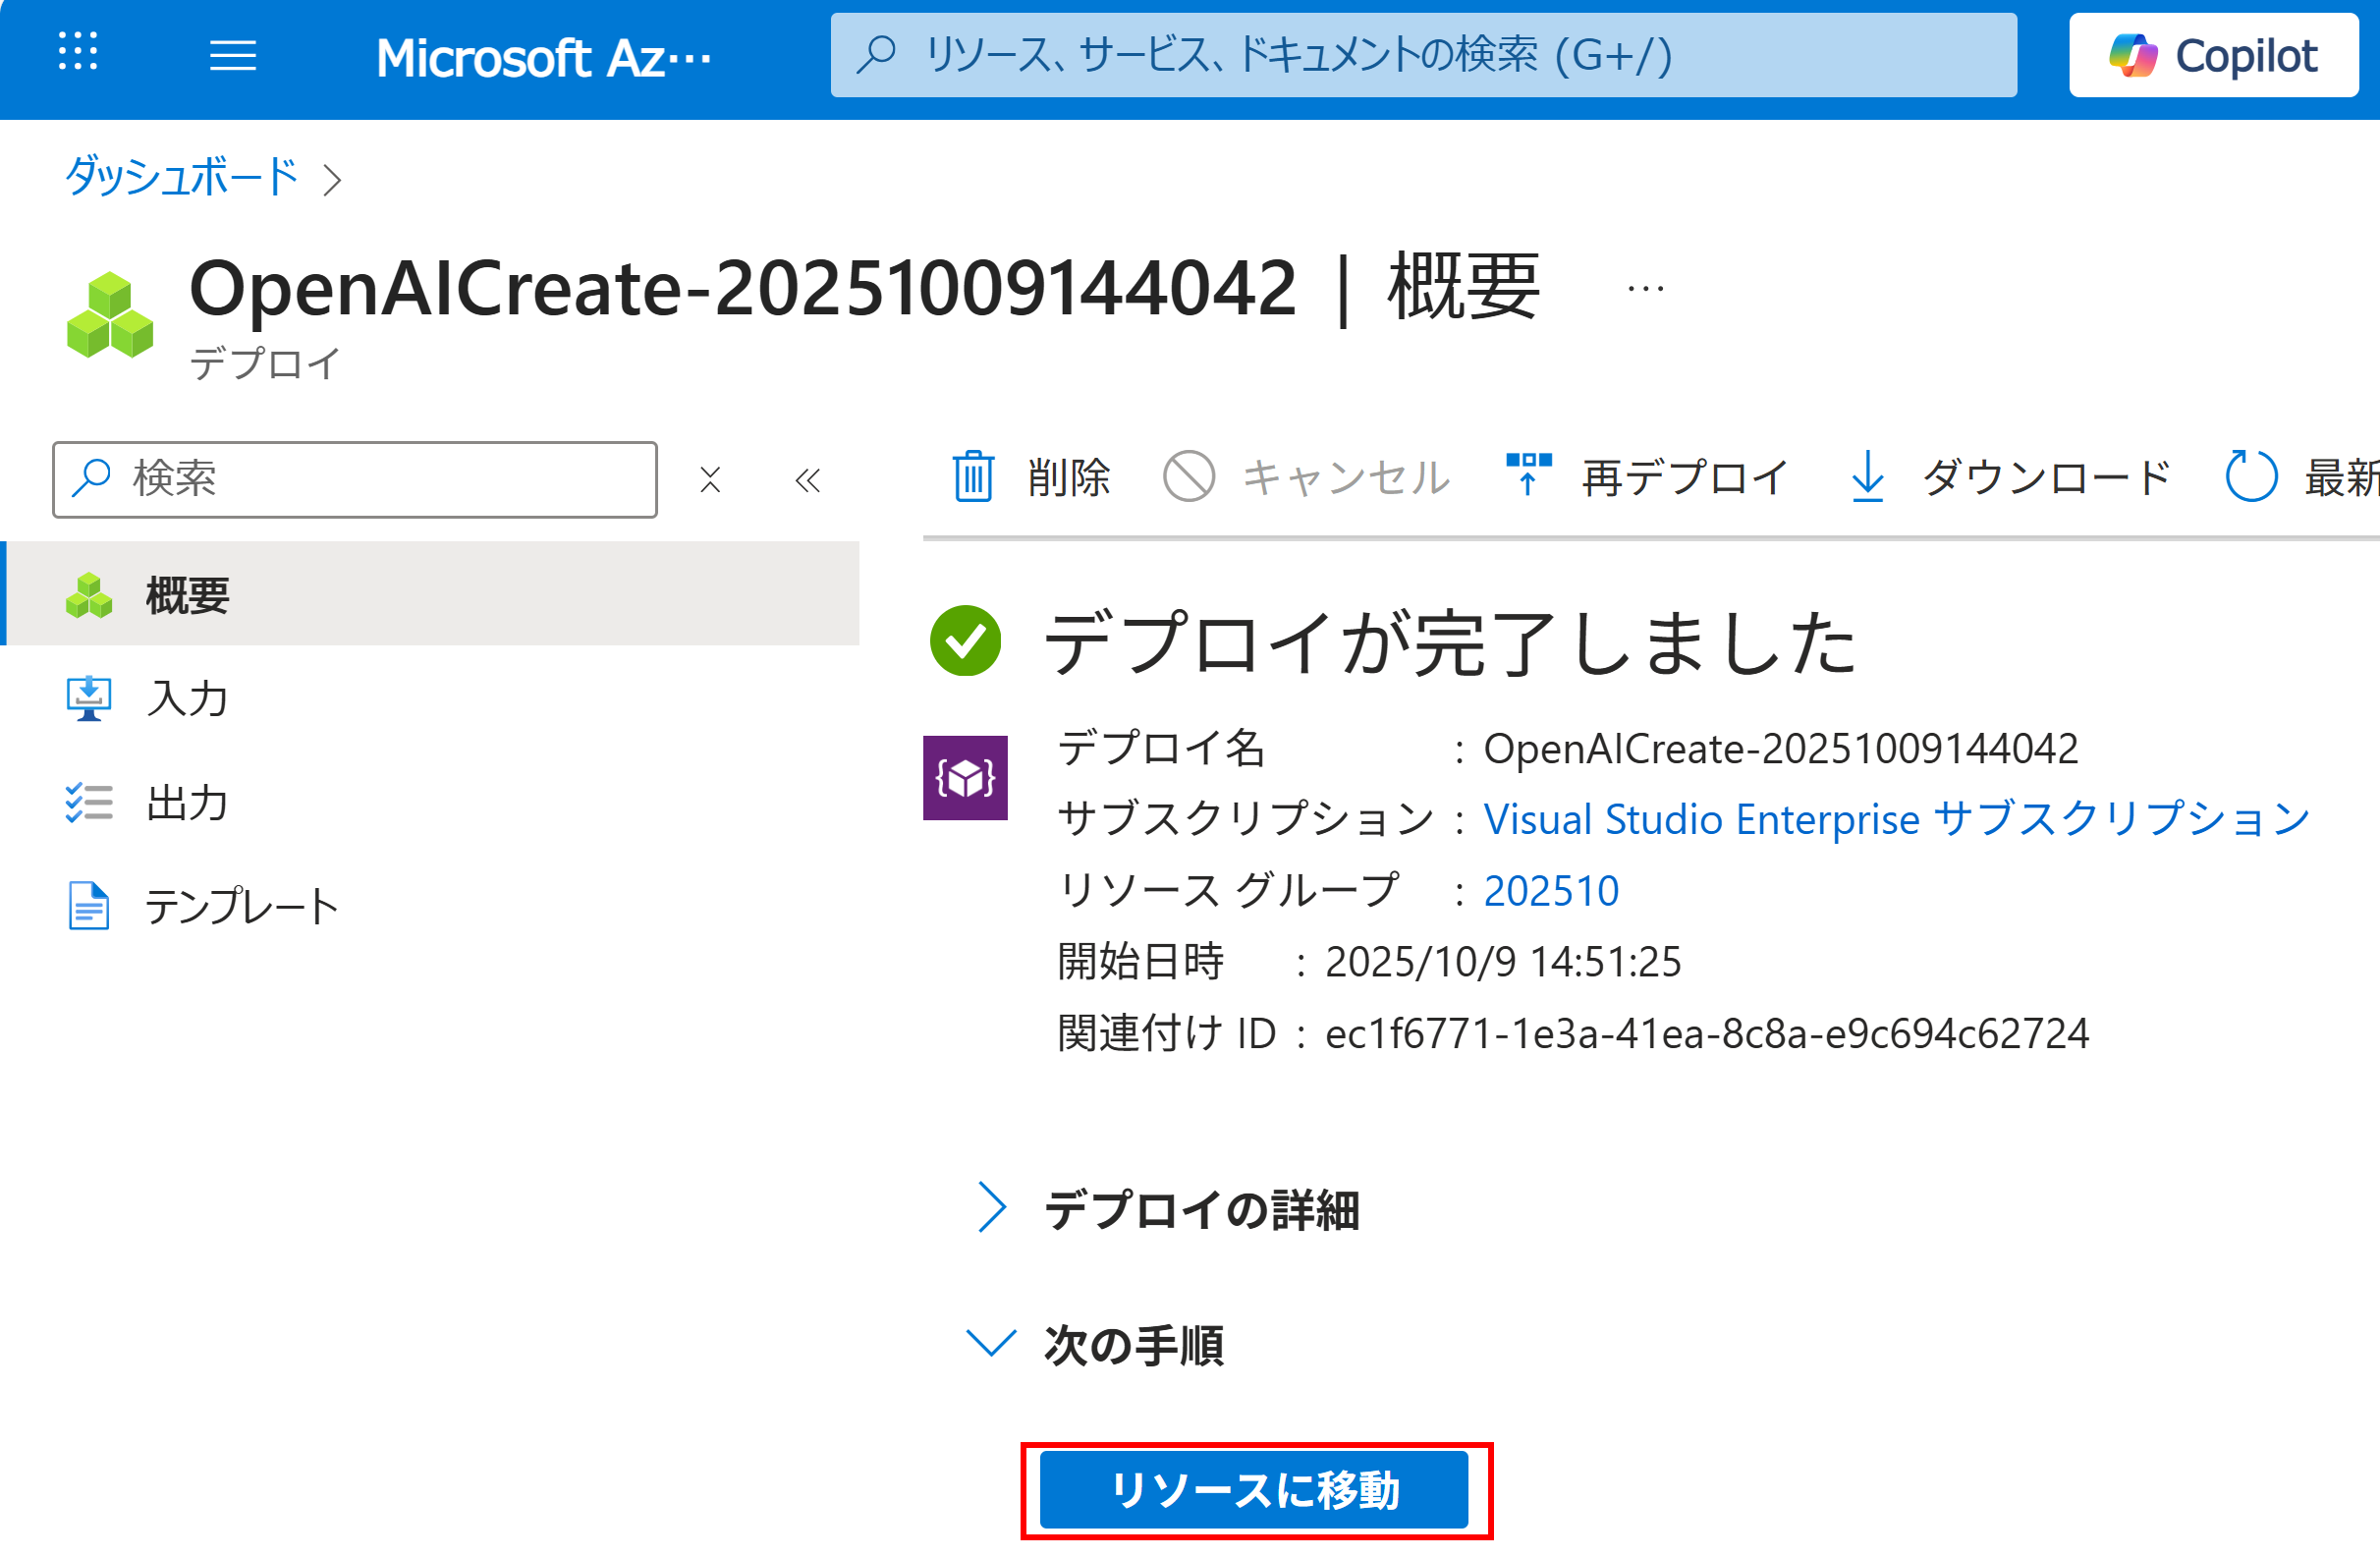 Microsoft Az…
リソース、サービス、ドキュメントの検索 (G+/)
Copilot
ダッシュボード
OpenAICreate-20251009144042 | 概要 …
デプロイ
検索
削除
キャンセル
再デプロイ
ダウンロード
最新
概要
入力
出力
テンプレート
デプロイが完了しました
デプロイ名 : OpenAICreate-20251009144042
サブスクリプション : Visual Studio Enterprise サブスクリプション
リソース グループ : 202510
開始日時 : 2025/10/9 14:51:25
関連付け ID : ec1f6771-1e3a-41ea-8c8a-e9c694c62724
デプロイの詳細
次の手順
リソースに移動